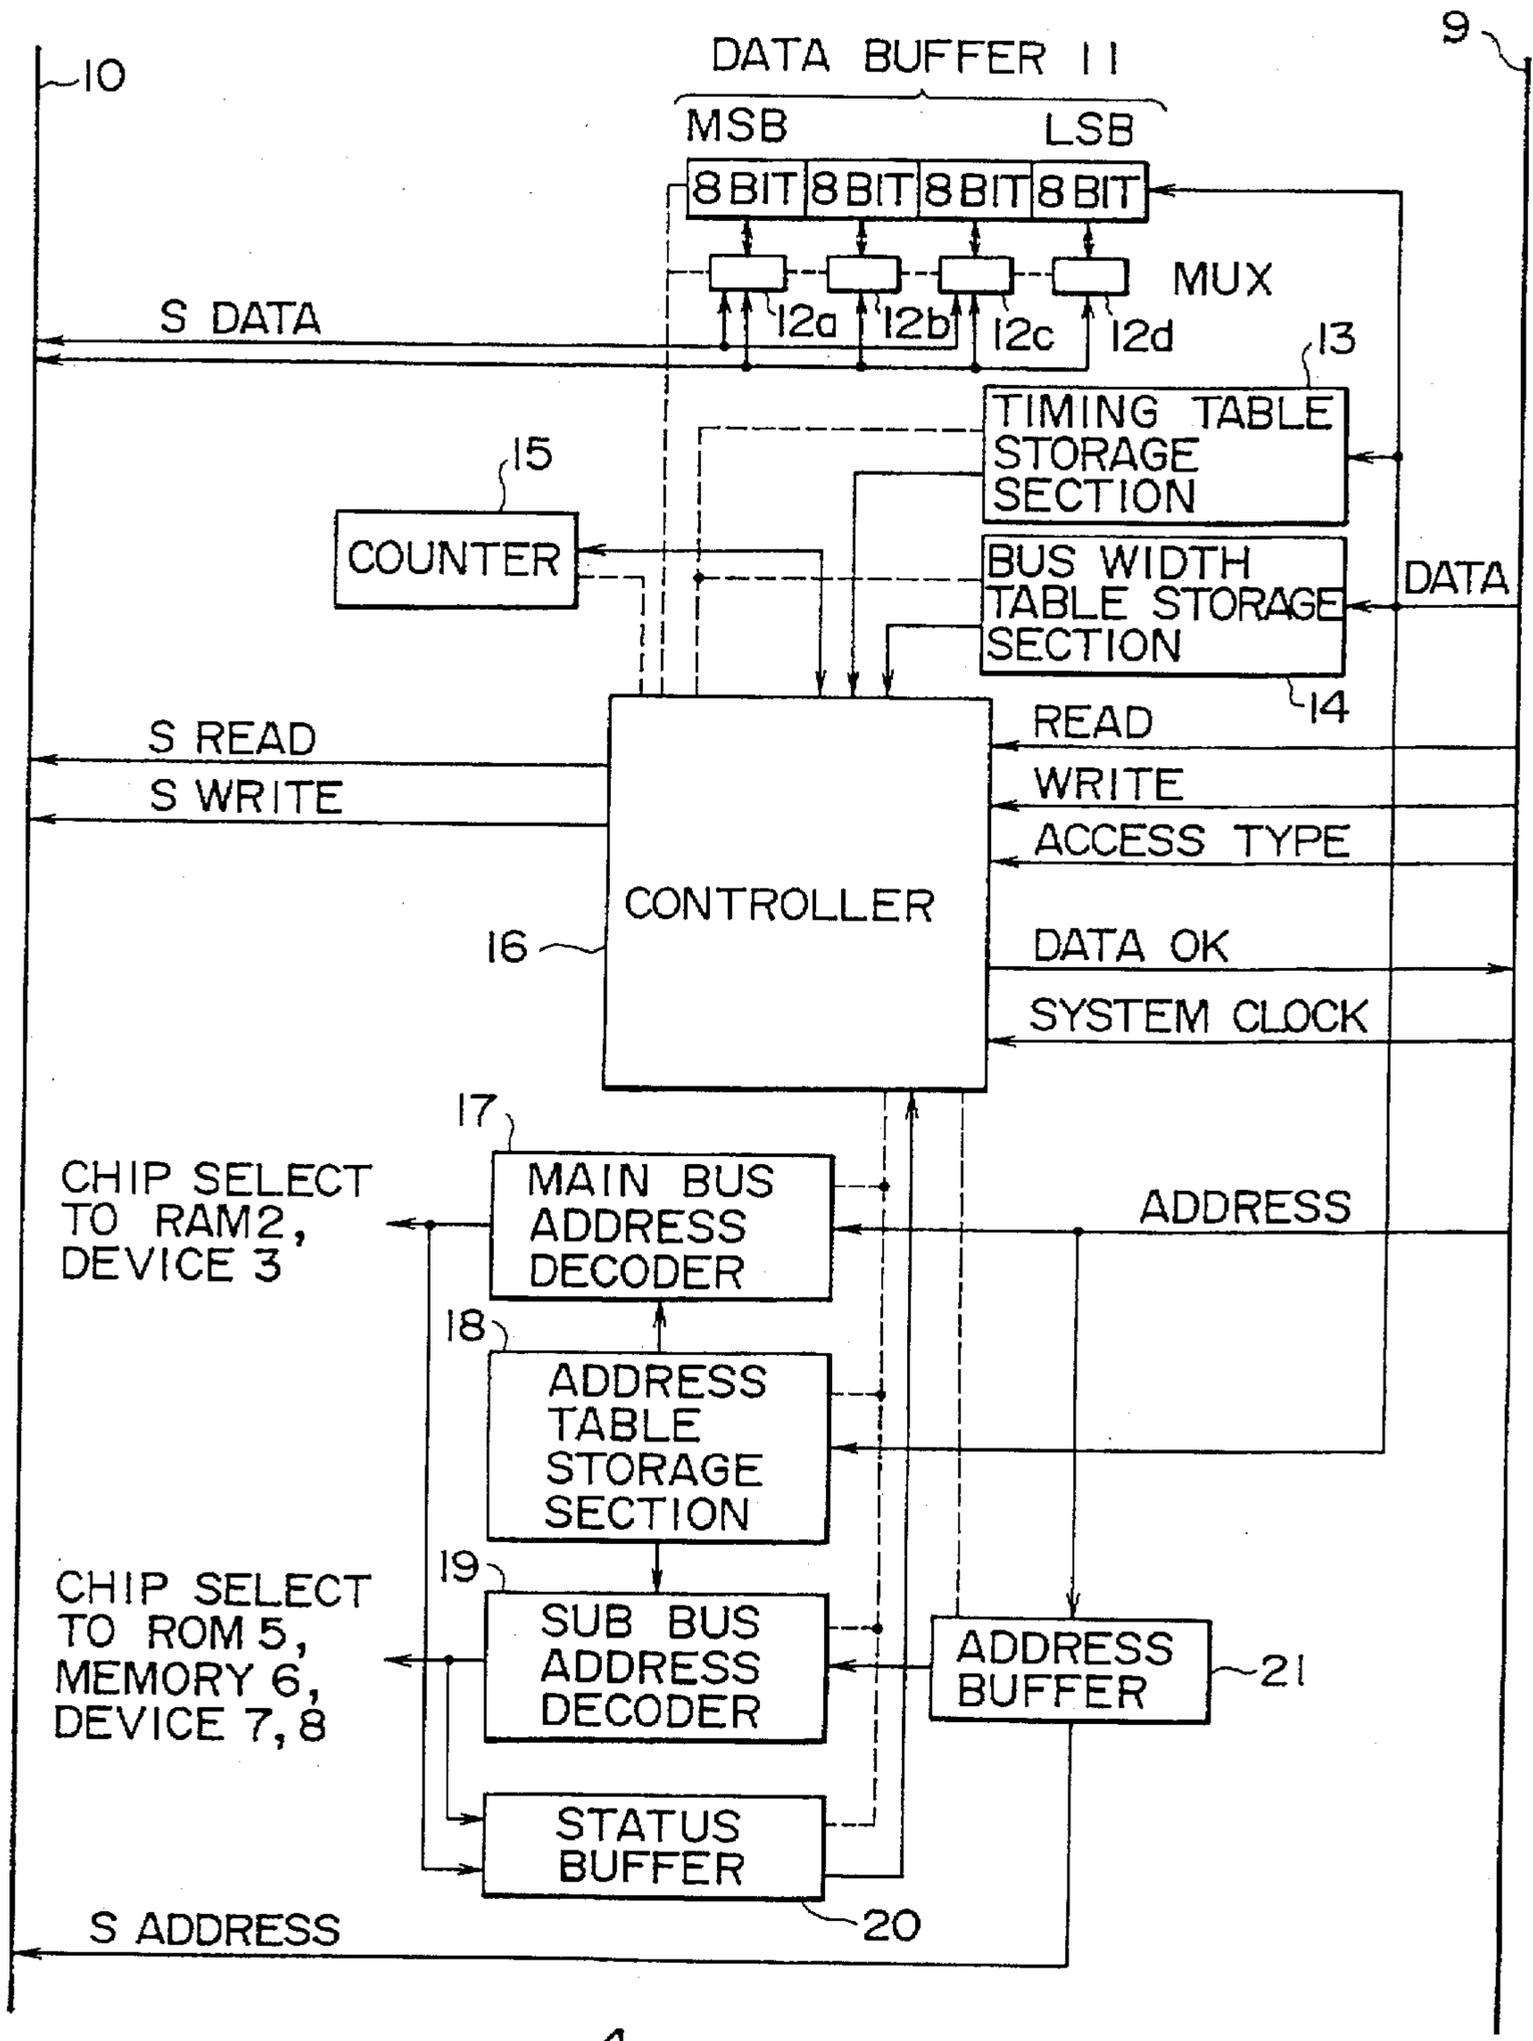 9
DATA BUFFER 11
10
MSB
LSB
8 BIT
8 BIT
8 BIT
8 BIT
MUX
12a
12b
12c
12d
S DATA
13
TIMING TABLE
STORAGE
SECTION
15
COUNTER
BUS WIDTH
TABLE STORAGE
SECTION
DATA
14
S READ
READ
S WRITE
WRITE
ACCESS TYPE
CONTROLLER
16
DATA OK
SYSTEM CLOCK
17
CHIP SELECT
TO RAM2,
DEVICE 3
MAIN BUS
ADDRESS
DECODER
ADDRESS
18
ADDRESS
TABLE
STORAGE
SECTION
19
CHIP SELECT
TO ROM 5,
MEMORY 6,
DEVICE 7, 8
SUB BUS
ADDRESS
DECODER
ADDRESS
BUFFER
21
STATUS
BUFFER
20
S ADDRESS